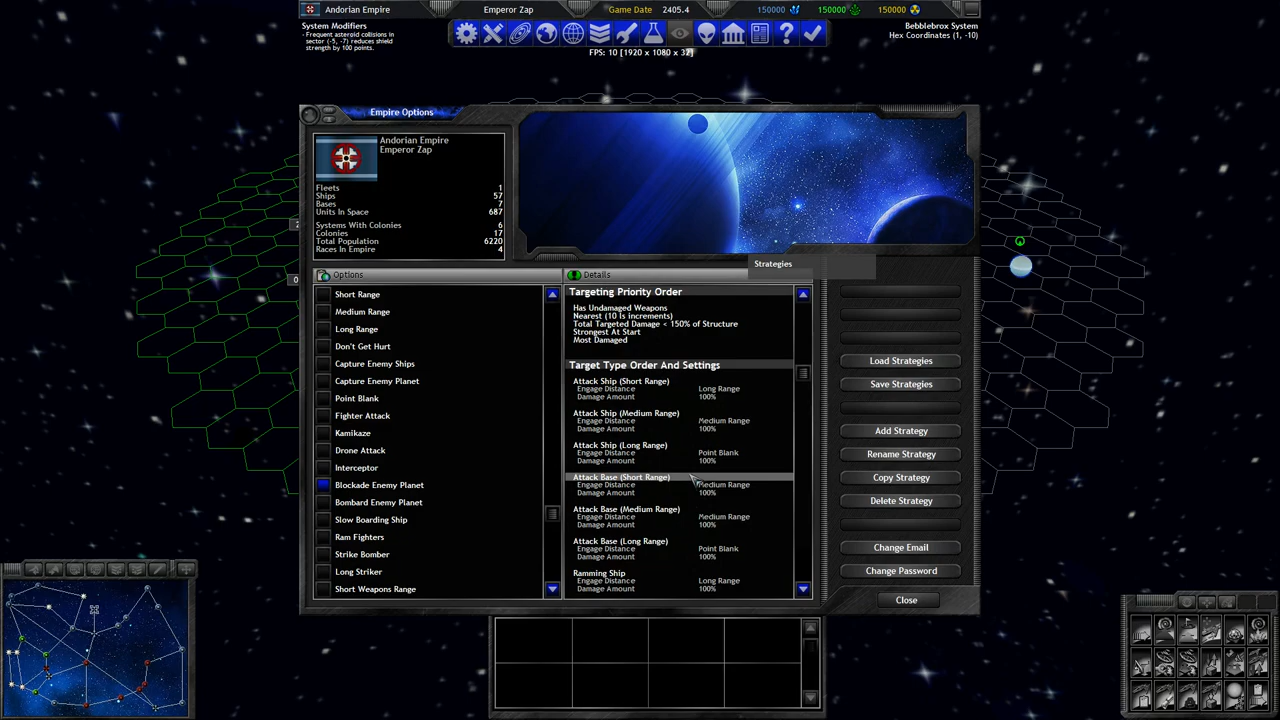 Andorian Empire
Emperor Zap
Game Date 2405.4
150000
150000
150000
System Modifiers
- Frequent asteroid collisions in
sector (-5, -7) reduces shield
strength by 100 points.
Bebblebrox System
Hex Coordinates (1, -10)
FPS: 10 [1920 x 1080 x 32]
Empire Options
Andorian Empire
Emperor Zap
Fleets 1
Ships 57
Bases 7
Units In Space 687
Systems With Colonies 6
Colonies 17
Total Population 6220
Races In Empire 4
Strategies
Options
Short Range
Medium Range
Long Range
Don't Get Hurt
Capture Enemy Ships
Capture Enemy Planet
Point Blank
Fighter Attack
Kamikaze
Drone Attack
Interceptor
Blockade Enemy Planet
Bombard Enemy Planet
Slow Boarding Ship
Ram Fighters
Strike Bomber
Long Striker
Short Weapons Range
Details
Targeting Priority Order
Has Undamaged Weapons
Nearest (10 ls increments)
Total Targeted Damage < 150% of Structure
Strongest At Start
Most Damaged
Target Type Order And Settings
Attack Ship (Short Range)
Engage Distance Long Range
Damage Amount 100%
Attack Ship (Medium Range)
Engage Distance Medium Range
Damage Amount 100%
Attack Ship (Long Range)
Engage Distance Point Blank
Damage Amount 100%
Attack Base (Short Range)
Engage Distance Medium Range
Damage Amount 100%
Attack Base (Medium Range)
Engage Distance Medium Range
Damage Amount 100%
Attack Base (Long Range)
Engage Distance Point Blank
Damage Amount 100%
Ramming Ship
Engage Distance Long Range
Damage Amount 100%
Load Strategies
Save Strategies
Add Strategy
Rename Strategy
Copy Strategy
Delete Strategy
Change Email
Change Password
Close